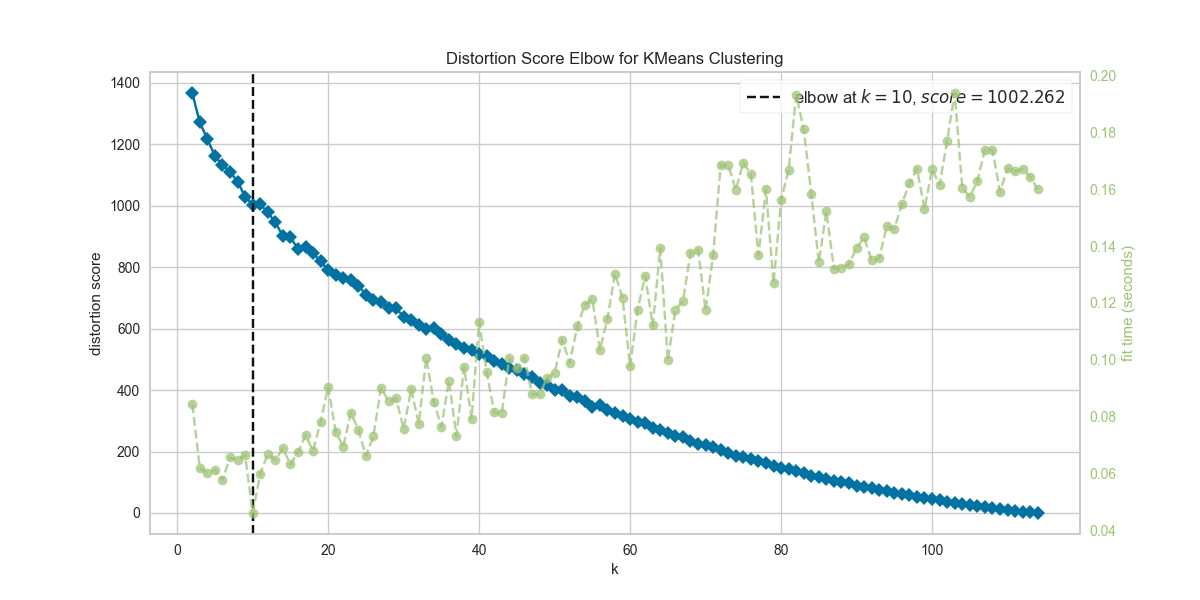 Distortion Score Elbow for KMeans Clustering
elbow at k = 10, score = 1002.262
distortion score
1400
1200
1000
800
600
400
200
0
0 20 40 60 80 100
k
0.20
0.18
0.16
0.14
0.12
0.10
0.08
0.06
0.04
fit time (seconds)